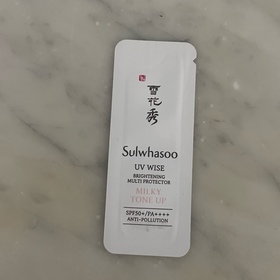 雪
花
秀
Sulwhasoo
UV WISE
BRIGHTENING
MULTI PROTECTOR
MILKY
TONE UP
SPF50+/PA++++
ANTI-POLLUTION